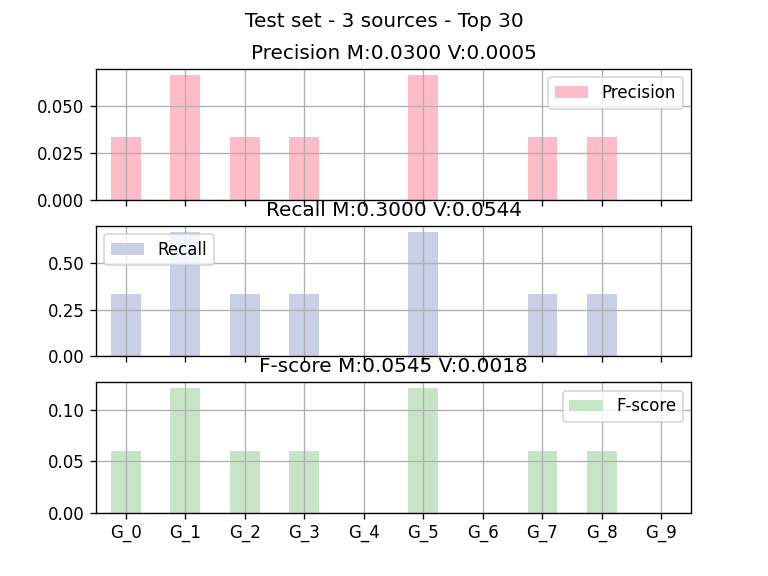 Test set - 3 sources - Top 30
Precision M:0.0300 V:0.0005
0.050
0.025
0.000
Precision
Recall M:0.3000 V:0.0544
0.50
0.25
0.00
Recall
F-score M:0.0545 V:0.0018
0.10
0.05
0.00
F-score
G_0 G_1 G_2 G_3 G_4 G_5 G_6 G_7 G_8 G_9